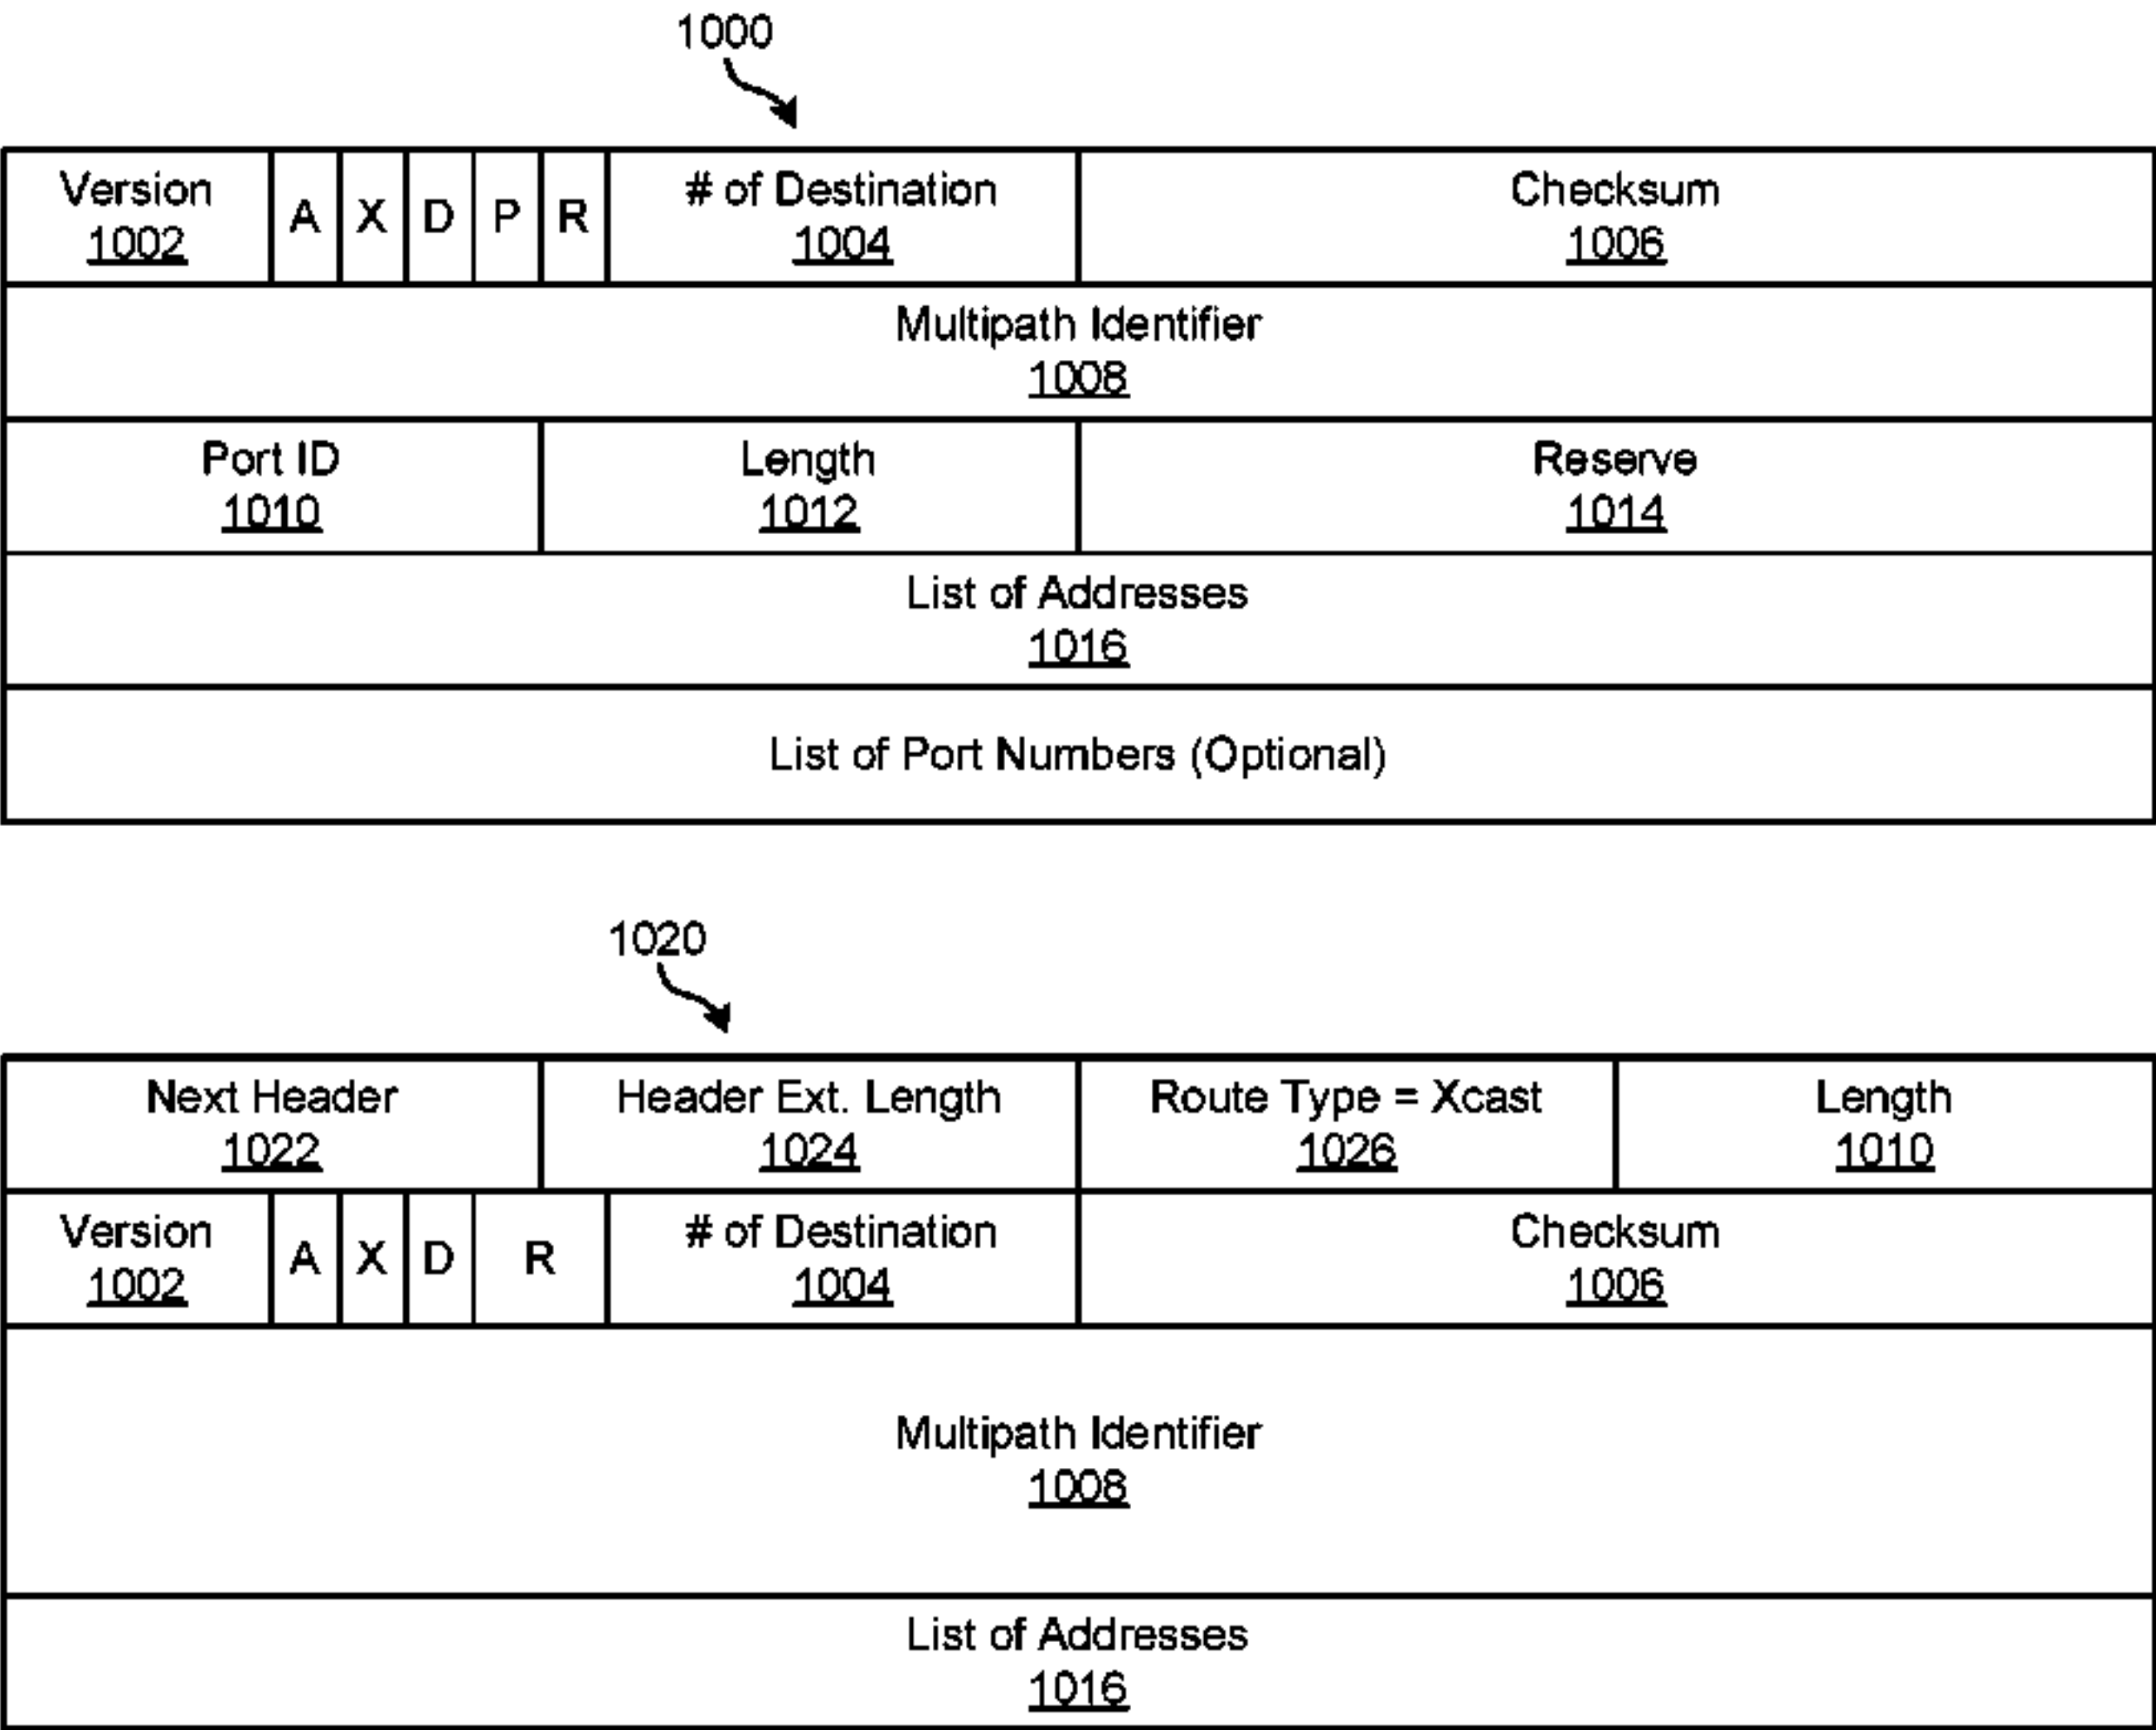 1000
Version
1002
A X D P R
# of Destination
1004
Checksum
1006
Multipath Identifier
1008
Port ID
1010
Length
1012
Reserve
1014
List of Addresses
1016
List of Port Numbers (Optional)
1020
Next Header
1022
Header Ext. Length
1024
Route Type = Xcast
1026
Length
1010
Version
1002
A X D R
# of Destination
1004
Checksum
1006
Multipath Identifier
1008
List of Addresses
1016